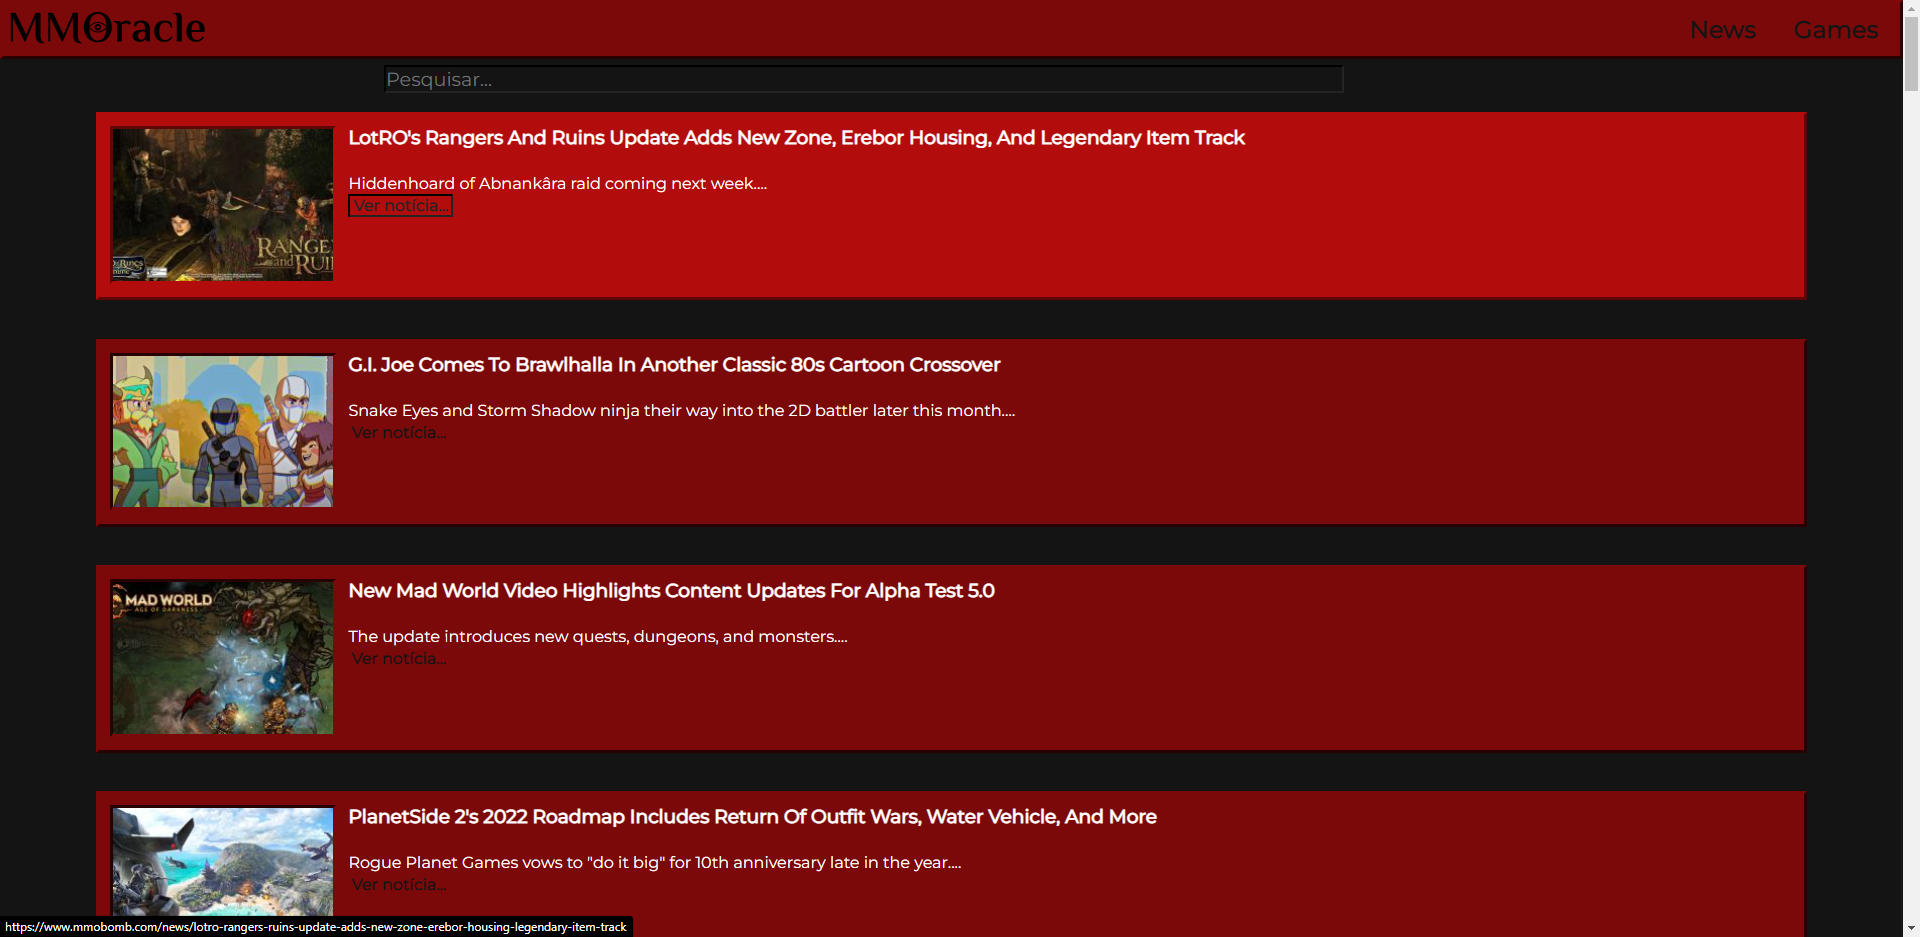 MMOracle
News Games
Pesquisar...
LotRO's Rangers And Ruins Update Adds New Zone, Erebor Housing, And Legendary Item Track
Hiddenhoard of Abnankâra raid coming next week....
Ver notícia...
RANGE
and RUI
G.I. Joe Comes To Brawlhalla In Another Classic 80s Cartoon Crossover
Snake Eyes and Storm Shadow ninja their way into the 2D battler later this month....
Ver notícia...
New Mad World Video Highlights Content Updates For Alpha Test 5.0
MAD WORLD
AGE OF DARKNESS
The update introduces new quests, dungeons, and monsters....
Ver notícia...
PlanetSide 2's 2022 Roadmap Includes Return Of Outfit Wars, Water Vehicle, And More
Rogue Planet Games vows to "do it big" for 10th anniversary late in the year....
Ver notícia...
https://www.mmobomb.com/news/lotro-rangers-ruins-update-adds-new-zone-erebor-housing-legendary-item-track